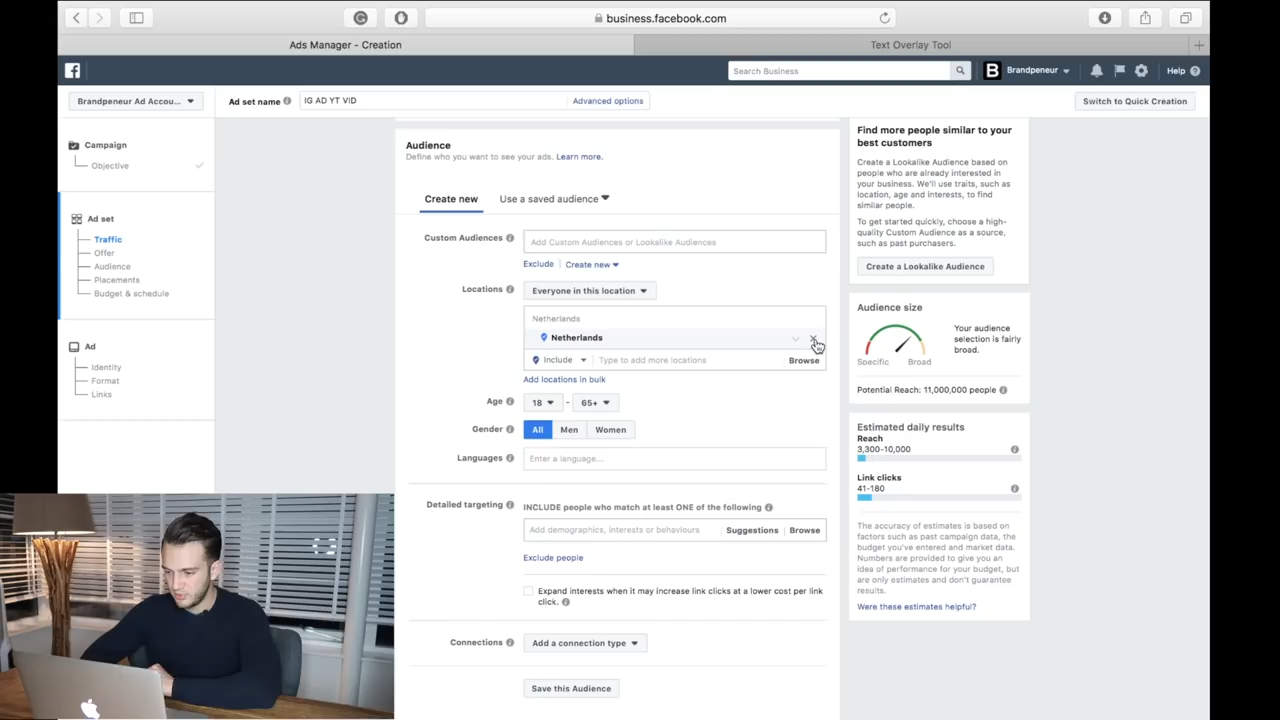 business.facebook.com
Ads Manager - Creation
Text Overlay Tool
Search Business
Brandpeneur
Help
Brandpeneur Ad Accou...
Ad set name
IG AD YT VID
Advanced options
Switch to Quick Creation
Campaign
Objective
Ad set
Traffic
Offer
Audience
Placements
Budget & schedule
Ad
Identity
Format
Links
Audience
Define who you want to see your ads. Learn more.
Create new
Use a saved audience
Custom Audiences
Add Custom Audiences or Lookalike Audiences
Exclude
Create new
Locations
Everyone in this location
Netherlands
Netherlands
Include
Type to add more locations
Browse
Add locations in bulk
Age
18
-
65+
Gender
All
Men
Women
Languages
Enter a language...
Detailed targeting
INCLUDE people who match at least ONE of the following
Add demographics, interests or behaviours
Suggestions
Browse
Exclude people
Expand interests when it may increase link clicks at a lower cost per link
click.
Connections
Add a connection type
Save this Audience
Find more people similar to your
best customers
Create a Lookalike Audience based on
people who are already interested in
your business. We'll use traits, such as
location, age and interests, to find
similar people.
To get started quickly, choose a high-
quality Custom Audience as a source,
such as past purchasers.
Create a Lookalike Audience
Audience size
Your audience
selection is fairly
broad.
Specific
Broad
Potential Reach: 11,000,000 people
Estimated daily results
Reach
3,300-10,000
Link clicks
41-180
The accuracy of estimates is based on
factors such as past campaign data, the
budget you've entered and market data.
Numbers are provided to give you an
idea of performance for your budget, but
are only estimates and don't guarantee
results.
Were these estimates helpful?